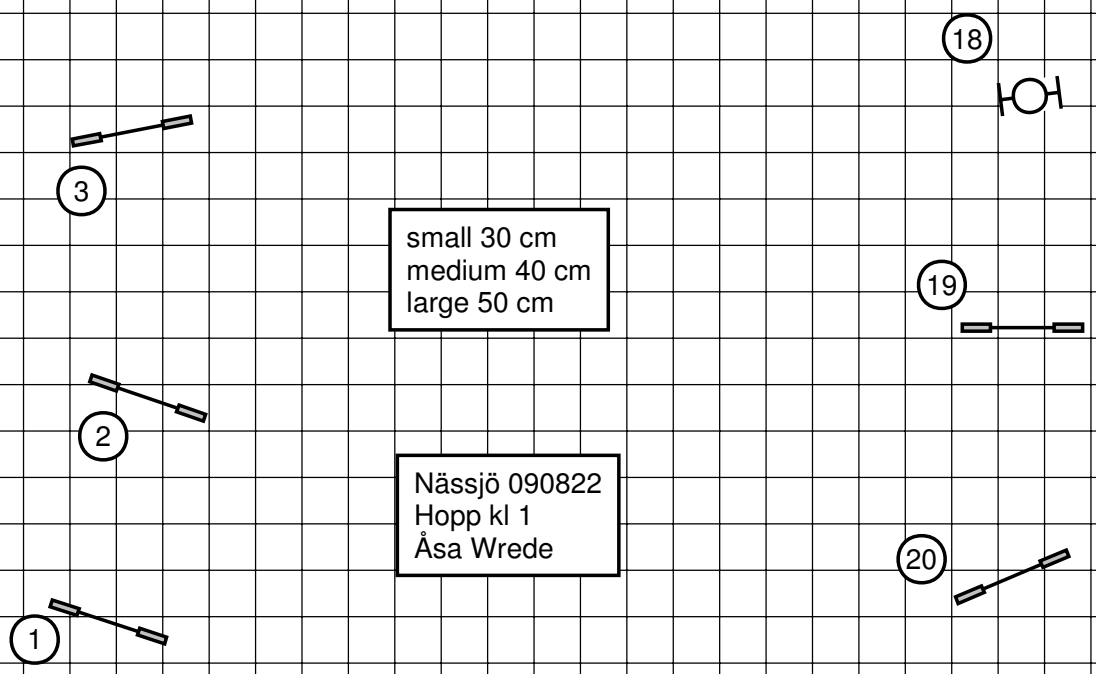 18
3
small 30 cm
medium 40 cm
large 50 cm
19
2
Nässjö 090822
Hopp kl 1
Åsa Wrede
20
1